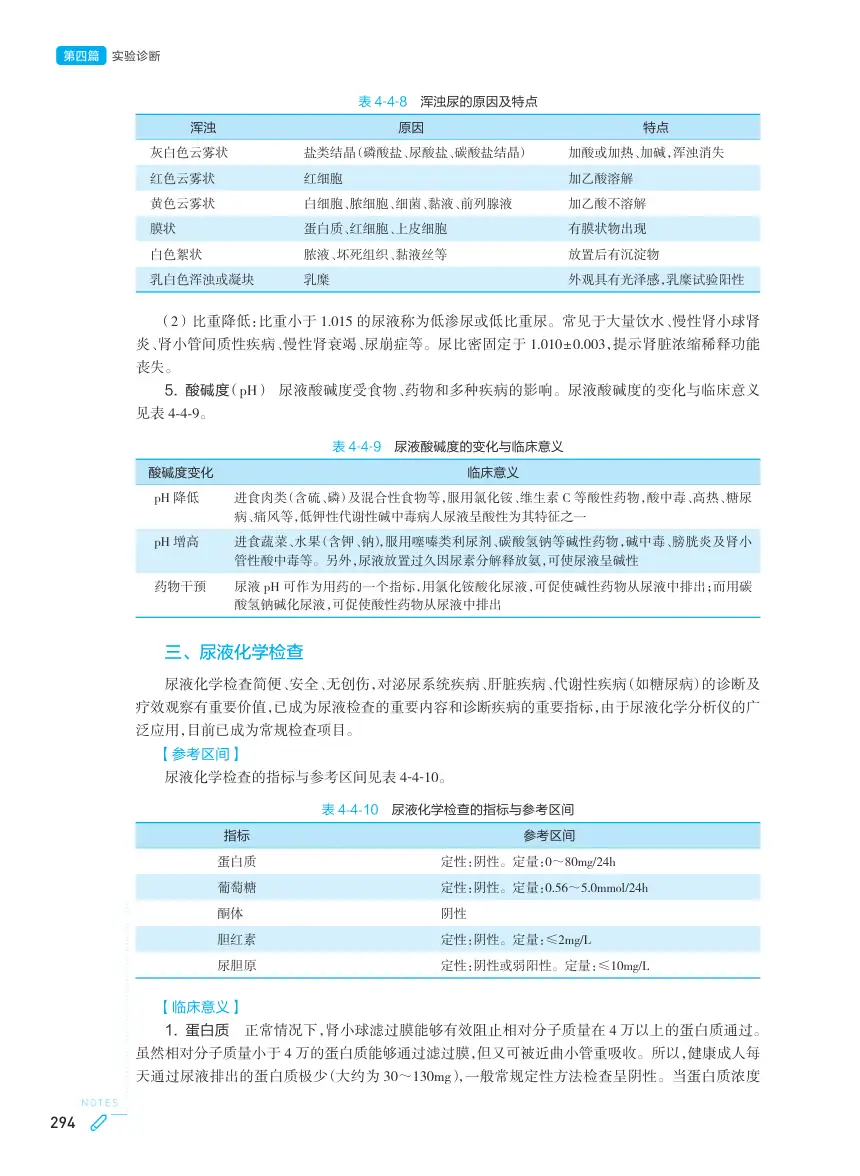 第四篇 实验诊断
表 4-4-8 浑浊尿的原因及特点
浑浊 原因 特点
灰白色云雾状 盐类结晶(磷酸盐、尿酸盐、碳酸盐结晶) 加酸或加热、加碱,浑浊消失
红色云雾状 红细胞 加乙酸溶解
黄色云雾状 白细胞、脓细胞、细菌、黏液、前列腺液 加乙酸不溶解
膜状 蛋白质、红细胞、上皮细胞 有膜状物出现
白色絮状 脓液、坏死组织、黏液丝等 放置后有沉淀物
乳白色浑浊或凝块 乳糜 外观具有光泽感,乳糜试验阳性
(2)比重降低:比重小于 1.015 的尿液称为低渗尿或低比重尿。常见于大量饮水、慢性肾小球肾
炎、肾小管间质性疾病、慢性肾衰竭、尿崩症等。尿比密固定于 1.010±0.003,提示肾脏浓缩稀释功能
丧失。
5. 酸碱度(pH) 尿液酸碱度受食物、药物和多种疾病的影响。尿液酸碱度的变化与临床意义
见表 4-4-9。
表 4-4-9 尿液酸碱度的变化与临床意义
酸碱度变化 临床意义
pH 降低 进食肉类(含硫、磷)及混合性食物等,服用氯化铵、维生素 C 等酸性药物,酸中毒、高热、糖尿
病、痛风等,低钾性代谢性碱中毒病人尿液呈酸性为其特征之一
pH 增高 进食蔬菜、水果(含钾、钠),服用噻嗪类利尿剂、碳酸氢钠等碱性药物,碱中毒、膀胱炎及肾小
管性酸中毒等。另外,尿液放置过久因尿素分解释放氨,可使尿液呈碱性
药物干预 尿液 pH 可作为用药的一个指标,用氯化铵酸化尿液,可促使碱性药物从尿液中排出;而用碳
酸氢钠碱化尿液,可促使酸性药物从尿液中排出
三、尿液化学检查
尿液化学检查简便、安全、无创伤,对泌尿系统疾病、肝脏疾病、代谢性疾病(如糖尿病)的诊断及
疗效观察有重要价值,已成为尿液检查的重要内容和诊断疾病的重要指标,由于尿液化学分析仪的广
泛应用,目前已成为常规检查项目。
【参考区间】
尿液化学检查的指标与参考区间见表 4-4-10。
表 4-4-10 尿液化学检查的指标与参考区间
指标 参考区间
蛋白质 定性:阴性。定量:0~80mg/24h
葡萄糖 定性:阴性。定量:0.56~5.0mmol/24h
酮体 阴性
胆红素 定性:阴性。定量:≤2mg/L
尿胆原 定性:阴性或弱阳性。定量:≤10mg/L
【临床意义】
1. 蛋白质 正常情况下,肾小球滤过膜能够有效阻止相对分子质量在 4 万以上的蛋白质通过。
虽然相对分子质量小于 4 万的蛋白质能够通过滤过膜,但又可被近曲小管重吸收。所以,健康成人每
天通过尿液排出的蛋白质极少(大约为 30~130mg),一般常规定性方法检查呈阴性。当蛋白质浓度
NOTES
294